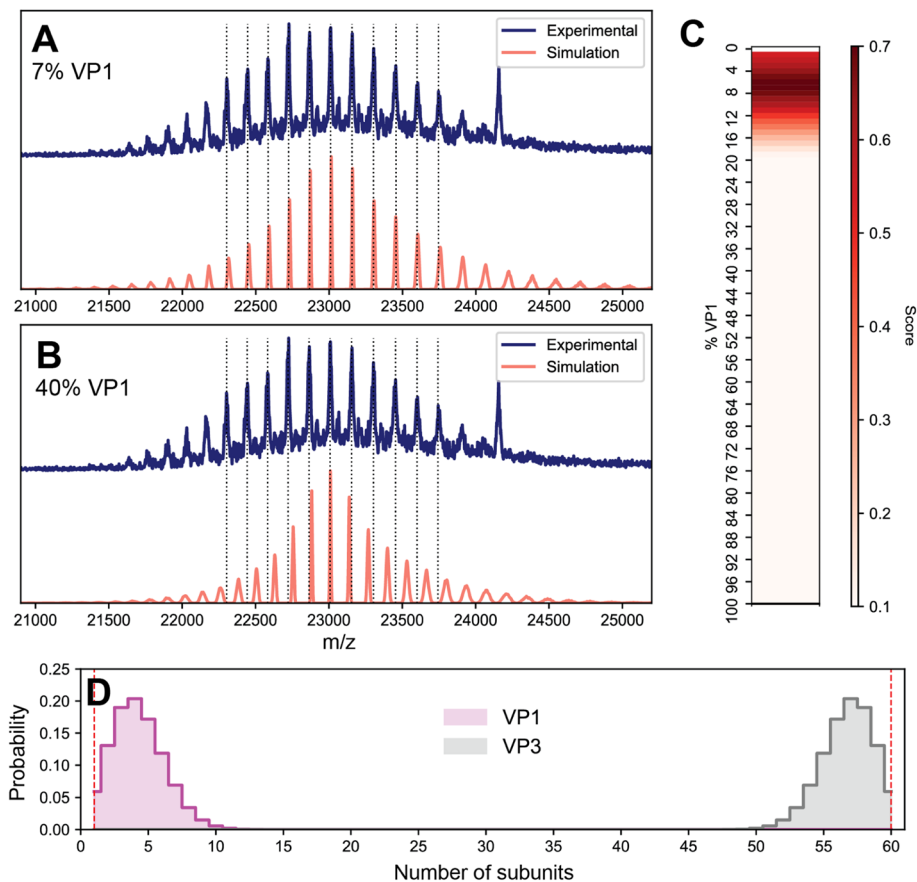 A
7% VP1
Experimental
Simulation
21000 21500 22000 22500 23000 23500 24000 24500 25000
B
40% VP1
Experimental
Simulation
21000 21500 22000 22500 23000 23500 24000 24500 25000
m/z
C
% VP1
0
4
8
12
16
20
24
28
32
36
40
44
48
52
56
60
64
68
72
76
80
84
88
92
96
100
0.7
0.6
0.5
0.4
0.3
0.2
0.1
Score
D
Probability
0.25
0.20
0.15
0.10
0.05
0.00
VP1
VP3
0 5 10 15 20 25 30 35 40 45 50 55 60
Number of subunits